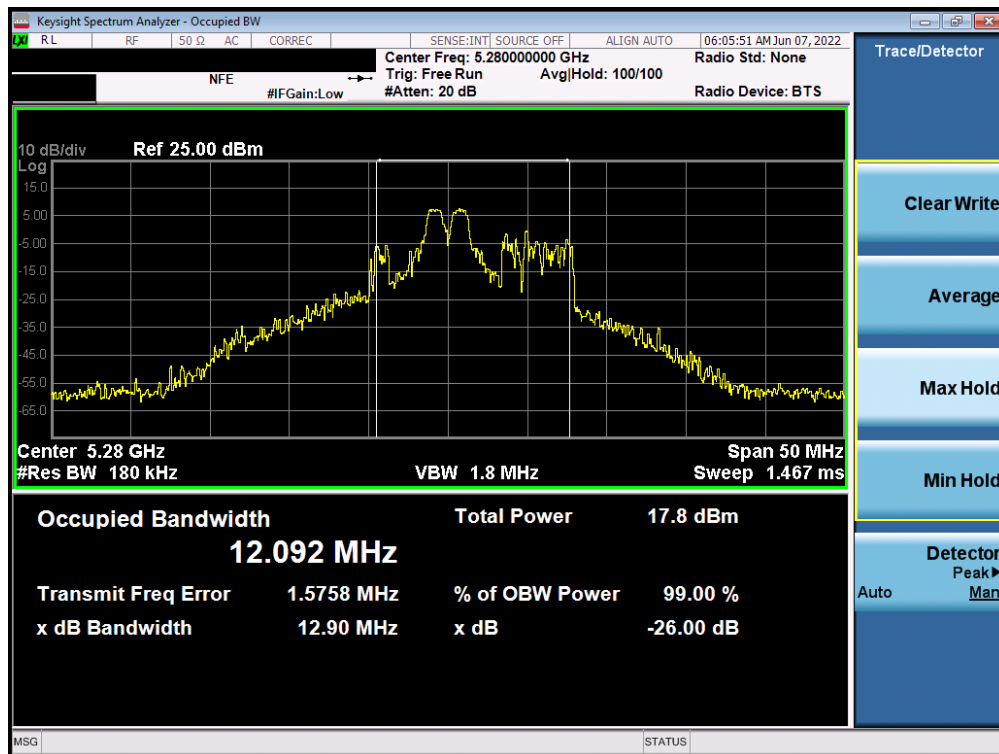 Keysight Spectrum Analyzer - Occupied BW
LXI RL RF 50 Ω AC CORREC SENSE:INT SOURCE OFF ALIGN AUTO 06:05:51 AM Jun 07, 2022
Center Freq: 5.280000000 GHz Radio Std: None
NFE Trig: Free Run Avg|Hold: 100/100
#IFGain:Low #Atten: 20 dB Radio Device: BTS
Trace/Detector
10 dB/div Ref 25.00 dBm
Log
15.0
5.00
-5.00
-15.0
-25.0
-35.0
-45.0
-55.0
-65.0
Center 5.28 GHz Span 50 MHz
#Res BW 180 kHz VBW 1.8 MHz Sweep 1.467 ms
Occupied Bandwidth Total Power 17.8 dBm
12.092 MHz
Transmit Freq Error 1.5758 MHz % of OBW Power 99.00 %
x dB Bandwidth 12.90 MHz x dB -26.00 dB
Clear Write
Average
Max Hold
Min Hold
Detector
Peak▶
Auto Man
MSG STATUS